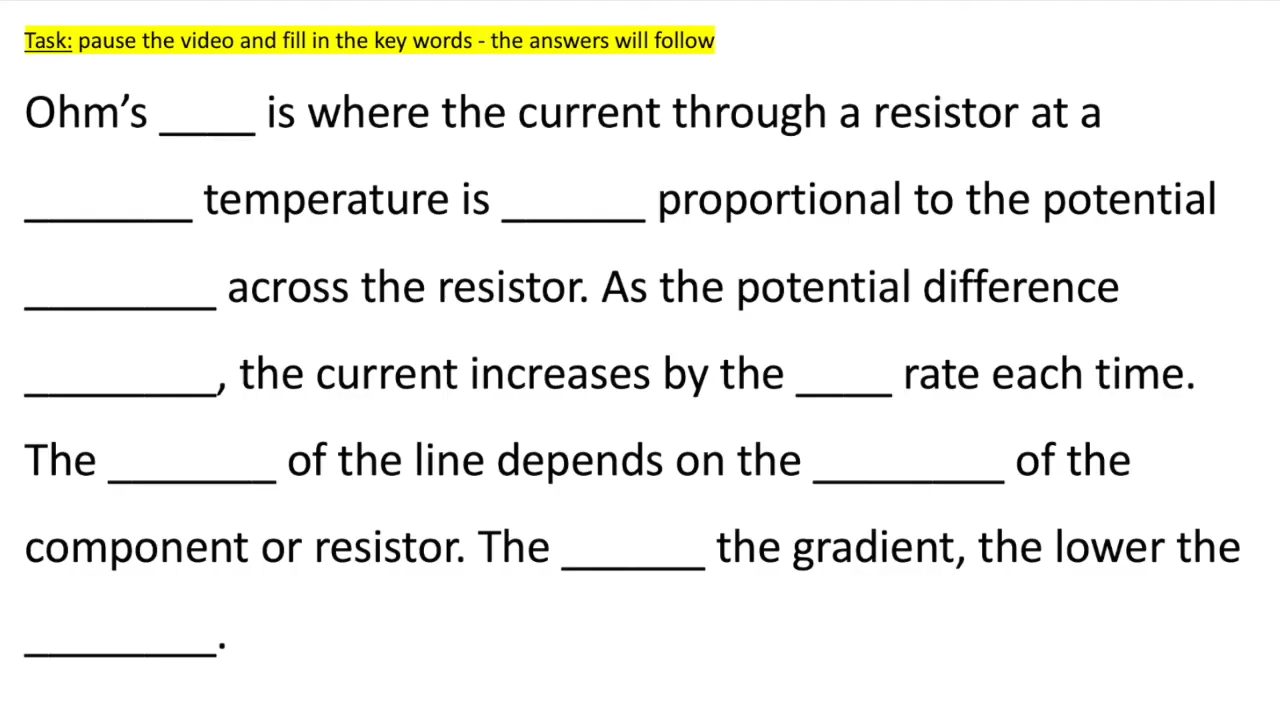 Task: pause the video and fill in the key words - the answers will follow
Ohm’s ____ is where the current through a resistor at a
_______ temperature is ______ proportional to the potential
________ across the resistor. As the potential difference
________, the current increases by the ____ rate each time.
The _______ of the line depends on the ________ of the
component or resistor. The ______ the gradient, the lower the
________.